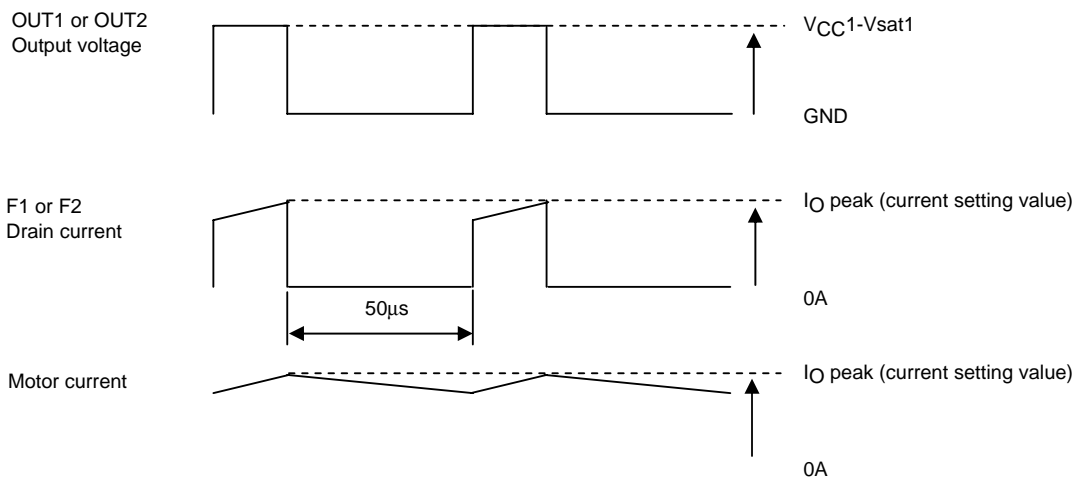 OUT1 or OUT2
Output voltage
VCC1-Vsat1
GND
F1 or F2
Drain current
IO peak (current setting value)
0A
50μs
Motor current
IO peak (current setting value)
0A